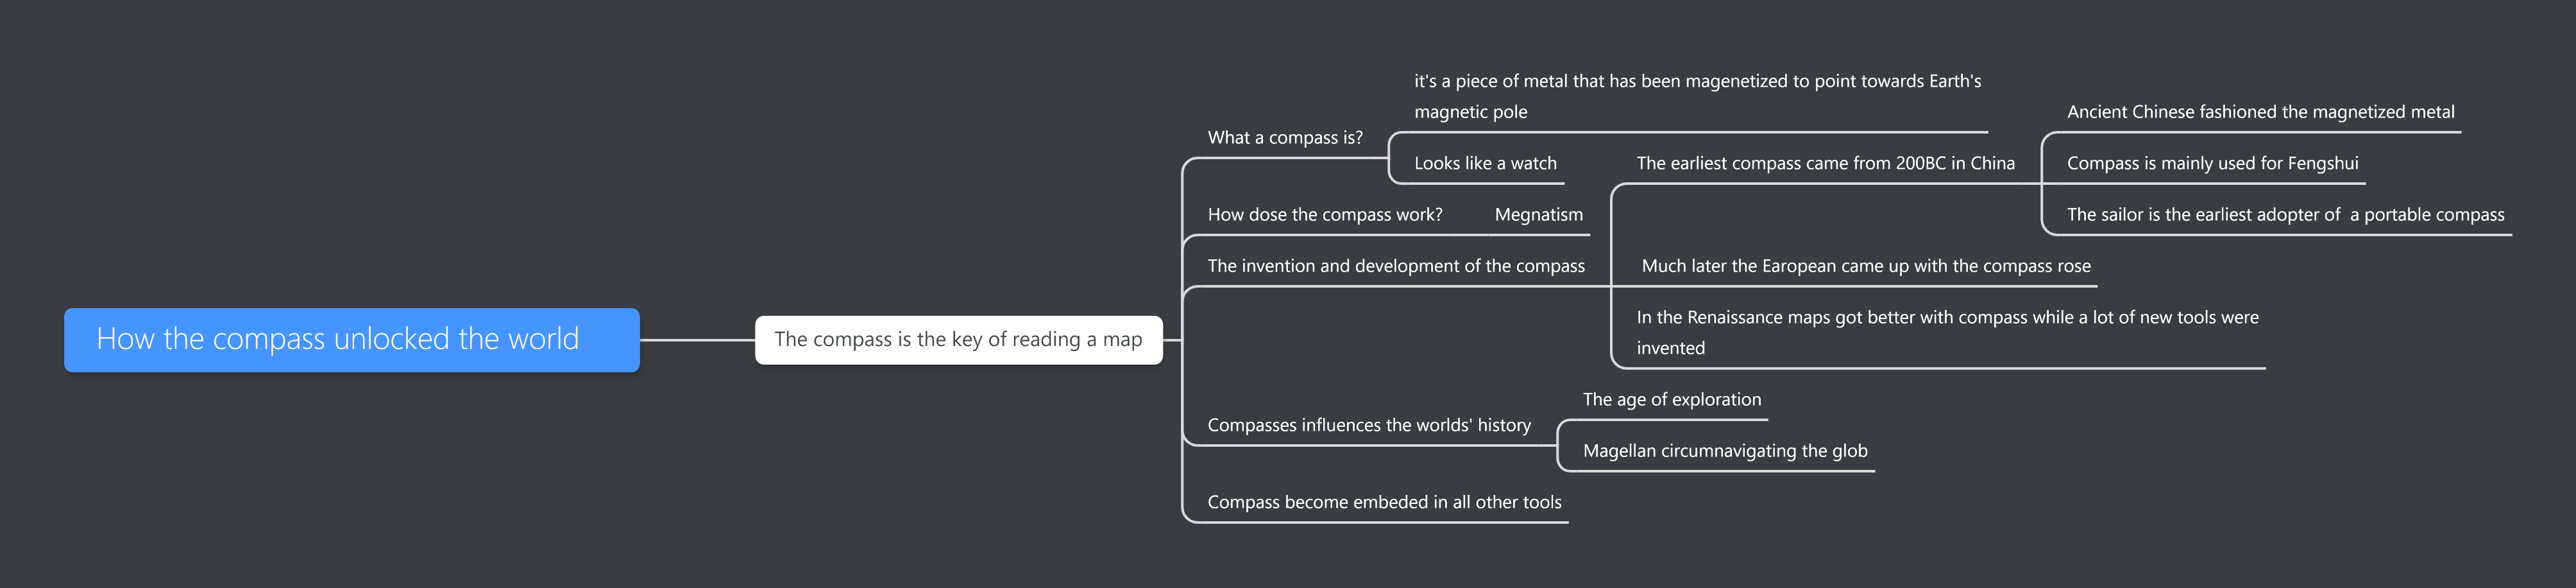 How the compass unlocked the world
The compass is the key of reading a map
What a compass is?
it's a piece of metal that has been magenetized to point towards Earth's
magnetic pole
Looks like a watch
How dose the compass work?
Megnatism
The invention and development of the compass
The earliest compass came from 200BC in China
Ancient Chinese fashioned the magnetized metal
Compass is mainly used for Fengshui
The sailor is the earliest adopter of  a portable compass
Much later the Earopean came up with the compass rose
In the Renaissance maps got better with compass while a lot of new tools were
invented
Compasses influences the worlds' history
The age of exploration
Magellan circumnavigating the glob
Compass become embeded in all other tools